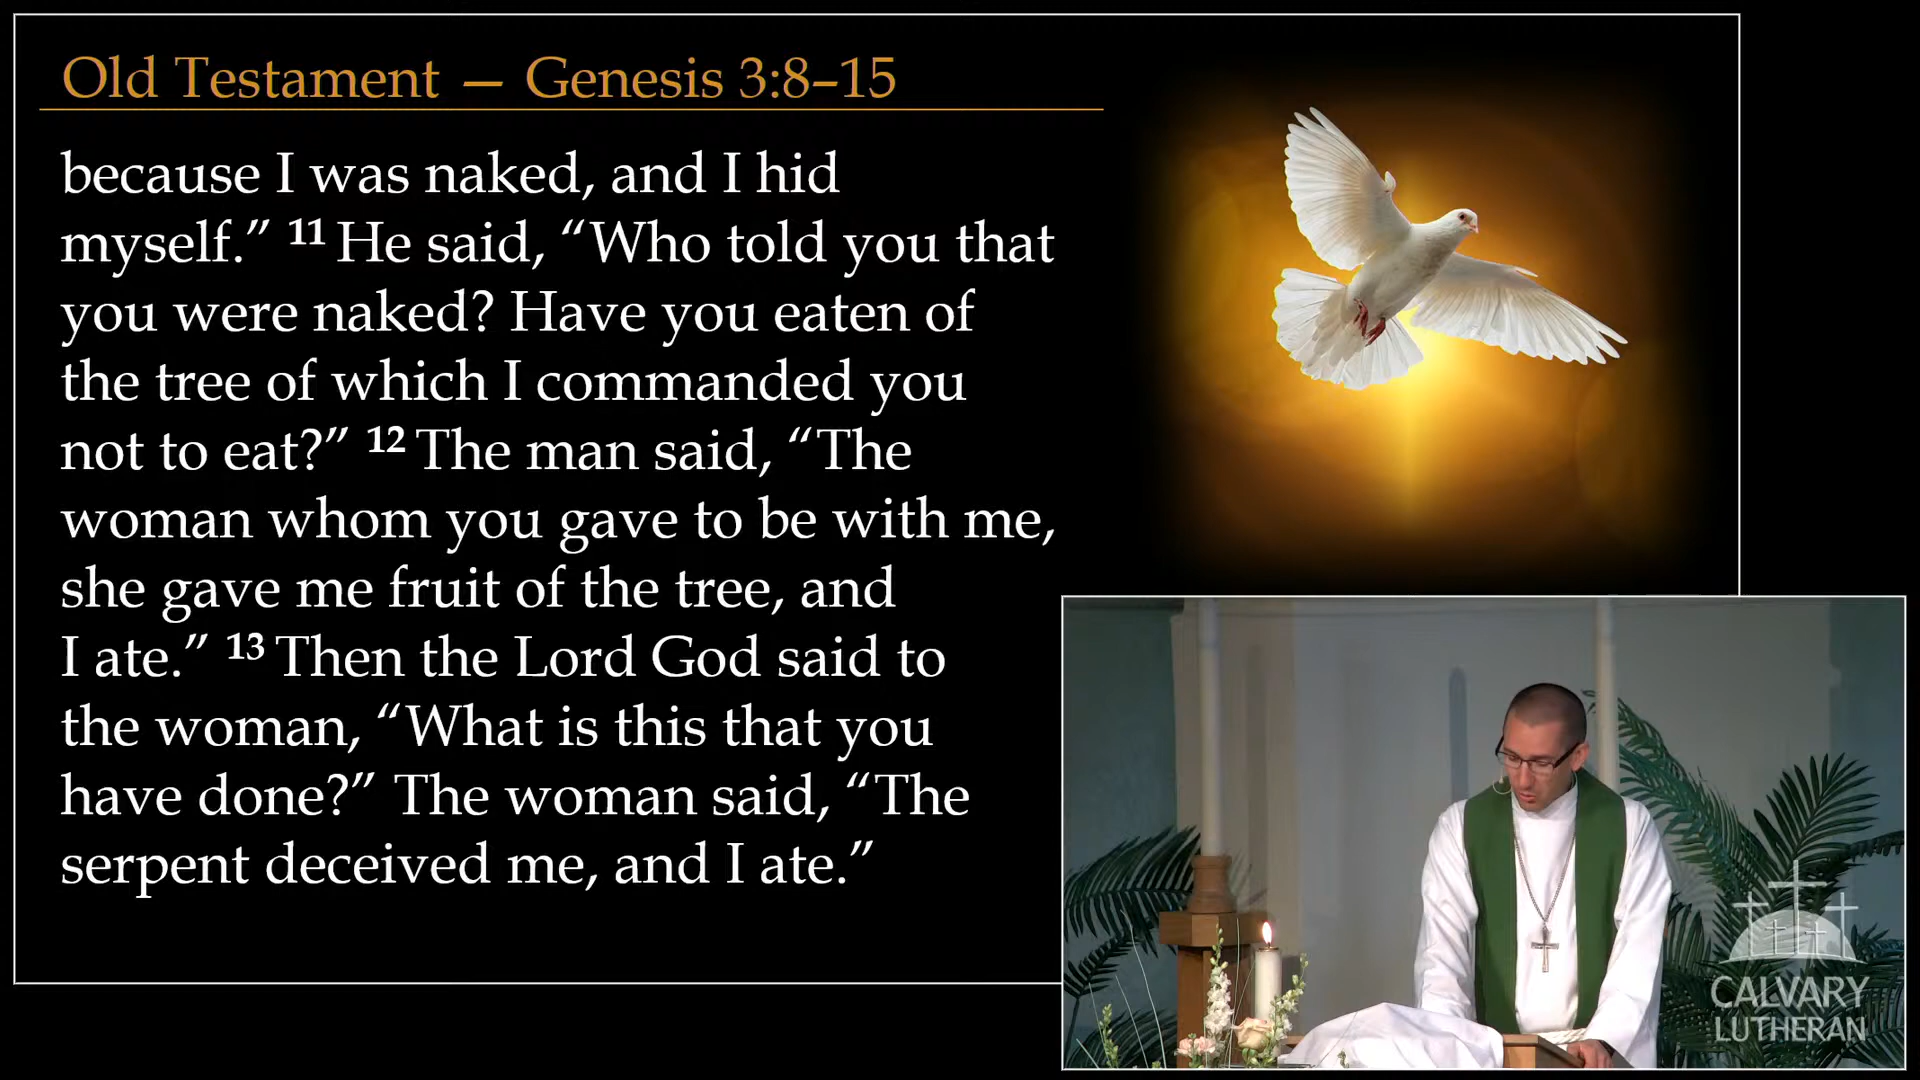 Old Testament — Genesis 3:8–15
because I was naked, and I hid
myself.” 11 He said, “Who told you that
you were naked? Have you eaten of
the tree of which I commanded you
not to eat?” 12 The man said, “The
woman whom you gave to be with me,
she gave me fruit of the tree, and
I ate.” 13 Then the Lord God said to
the woman, “What is this that you
have done?” The woman said, “The
serpent deceived me, and I ate.”
CALVARY
LUTHERAN